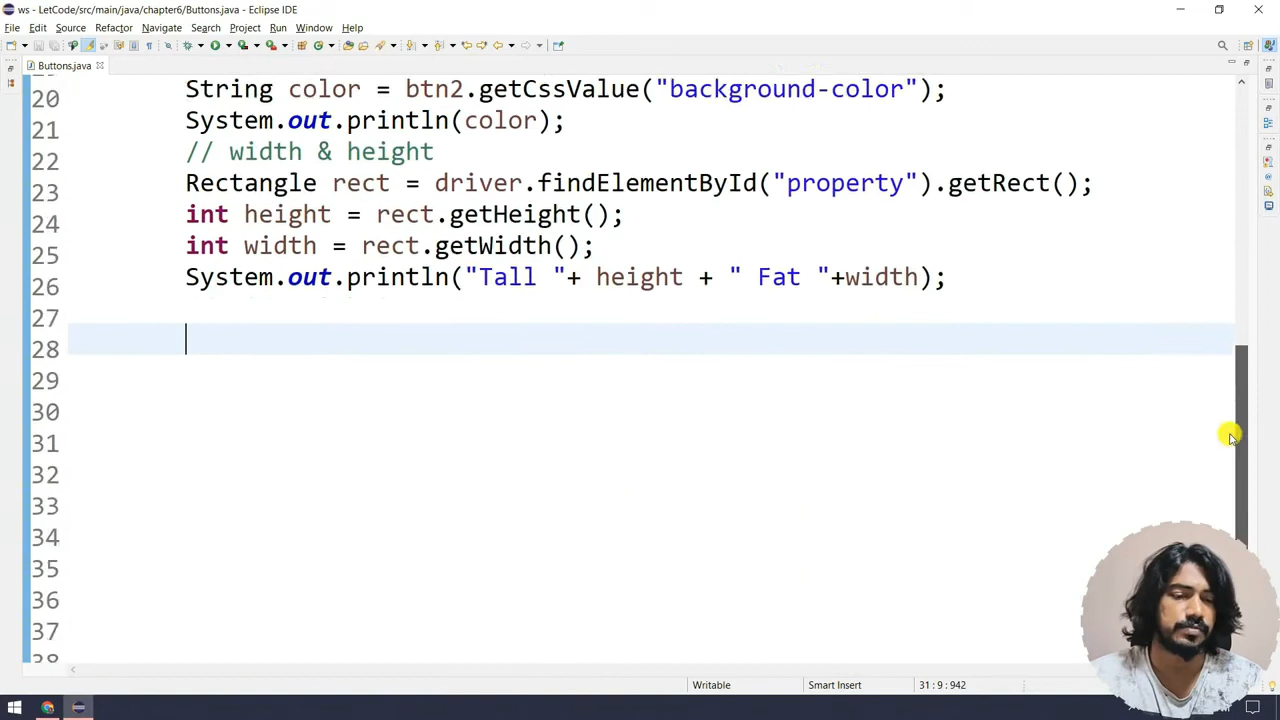 ws - LetCode/src/main/java/chapter6/Buttons.java - Eclipse IDE
File Edit Source Refactor Navigate Search Project Run Window Help
Buttons.java
20 String color = btn2.getCssValue("background-color");
21 System.out.println(color);
22 // width & height
23 Rectangle rect = driver.findElementById("property").getRect();
24 int height = rect.getHeight();
25 int width = rect.getWidth();
26 System.out.println("Tall "+ height + " Fat "+width);
27
28
29
30
31
32
33
34
35
36
37
38
Writable Smart Insert 31 : 9 : 942